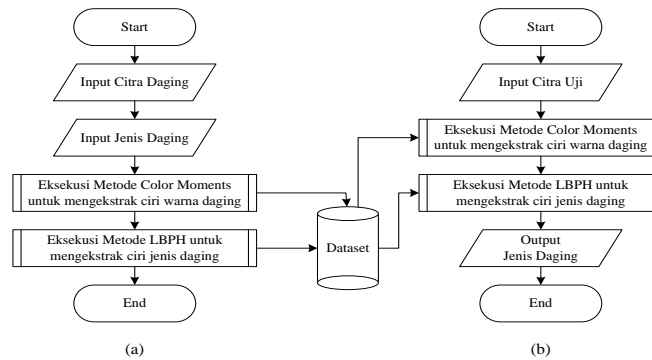 Start
Input Citra Daging
Input Jenis Daging
Eksekusi Metode Color Moments
untuk mengekstrak ciri warna daging
Eksekusi Metode LBPH untuk
mengekstrak ciri jenis daging
End
(a)
Dataset
Start
Input Citra Uji
Eksekusi Metode Color Moments
untuk mengekstrak ciri warna daging
Eksekusi Metode LBPH untuk
mengekstrak ciri jenis daging
Output
Jenis Daging
End
(b)